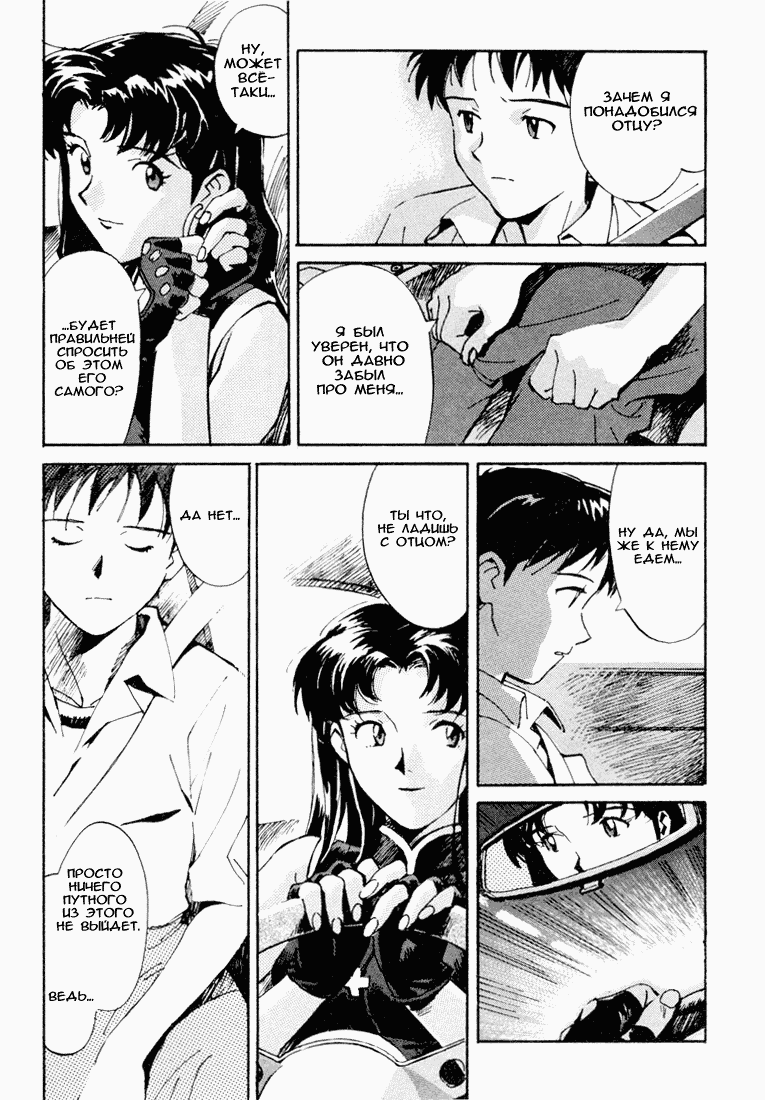 ЗАЧЕМ Я
ПОНАДОБИЛСЯ
ОТЦУ?
Я БЫЛ
УВЕРЕН, ЧТО
ОН ДАВНО
ЗАБЫЛ
ПРО МЕНЯ...
НУ,
МОЖЕТ
ВСЁ-
ТАКИ...
...БУДЕТ
ПРАВИЛЬНЕЙ
СПРОСИТЬ
ОБ ЭТОМ
ЕГО
САМОГО?
НУ ДА, МЫ
ЖЕ К НЕМУ
ЕДЕМ...
ТЫ ЧТО,
НЕ ЛАДИШЬ
С ОТЦОМ?
ДА НЕТ...
ПРОСТО
НИЧЕГО
ПУТНОГО
ИЗ ЭТОГО
НЕ ВЫЙДЕТ.
ВЕДЬ...